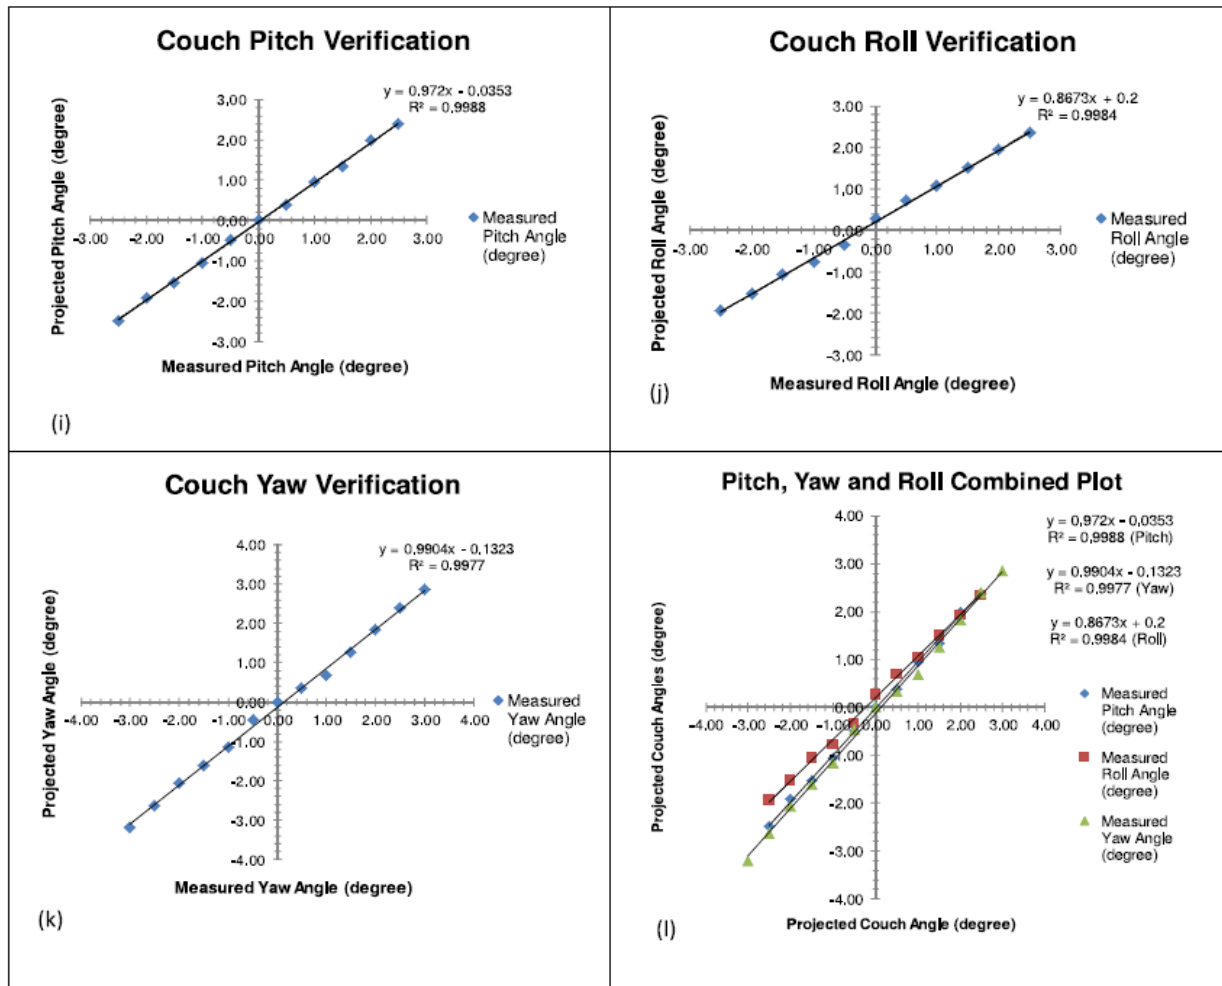 Couch Pitch Verification
y = 0.972x - 0.0353
R² = 0.9988
3.00
2.00
1.00
0.00
-3.00 -2.00 -1.00 0.00 1.00 2.00 3.00
-1.00
-2.00
-3.00
Projected Pitch Angle (degree)
Measured Pitch Angle (degree)
Measured
Pitch Angle
(degree)
(i)
Couch Roll Verification
y = 0.8673x + 0.2
R² = 0.9984
3.00
2.00
1.00
0.00
-3.00 -2.00 -1.00 0.00 1.00 2.00 3.00
-1.00
-2.00
-3.00
Projected Roll Angle (degree)
Measured Roll Angle (degree)
Measured
Roll Angle
(degree)
(j)
Couch Yaw Verification
y = 0.9904x - 0.1323
R² = 0.9977
4.00
3.00
2.00
1.00
0.00
-4.00 -3.00 -2.00 -1.00 0.00 1.00 2.00 3.00 4.00
-1.00
-2.00
-3.00
-4.00
Projected Yaw Angle (degree)
Measured Yaw Angle (degree)
Measured
Yaw Angle
(degree)
(k)
Pitch, Yaw and Roll Combined Plot
y = 0.972x - 0.0353
R² = 0.9988 (Pitch)
y = 0.9904x - 0.1323
R² = 0.9977 (Yaw)
y = 0.8673x + 0.2
R² = 0.9984 (Roll)
4.00
3.00
2.00
1.00
0.00
-4.00 -3.00 -2.00 -1.00 0.00 1.00 2.00 3.00 4.00
-1.00
-2.00
-3.00
-4.00
Projected Couch Angles (degree)
Projected Couch Angle (degree)
Measured
Pitch Angle
(degree)
Measured
Roll Angle
(degree)
Measured
Yaw Angle
(degree)
(l)